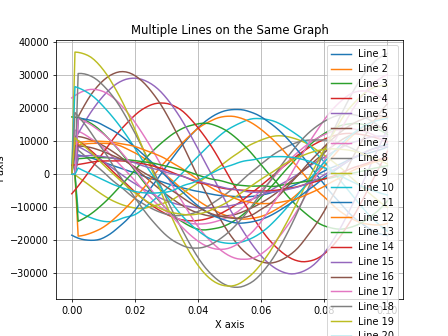 Multiple Lines on the Same Graph
40000
30000
20000
10000
0
-10000
-20000
-30000
0.00
0.02
0.04
0.06
X axis
Line 1
Line 2
Line 3
Line 4
Line 5
Line 6
Line 7
Line 8
Line 9
Line 10
Line 11
Line 12
Line 13
Line 14
Line 15
Line 16
Line 17
Line 18
Line 19
Line 20